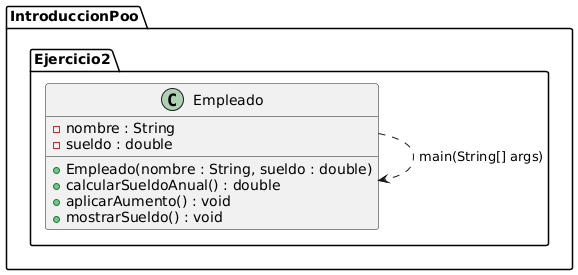 IntroduccionPoo
Ejercicio2
C Empleado
nombre : String
sueldo : double
main(String[] args)
Empleado(nombre : String, sueldo : double)
calcularSueldoAnual() : double
aplicarAumento() : void
mostrarSueldo() : void